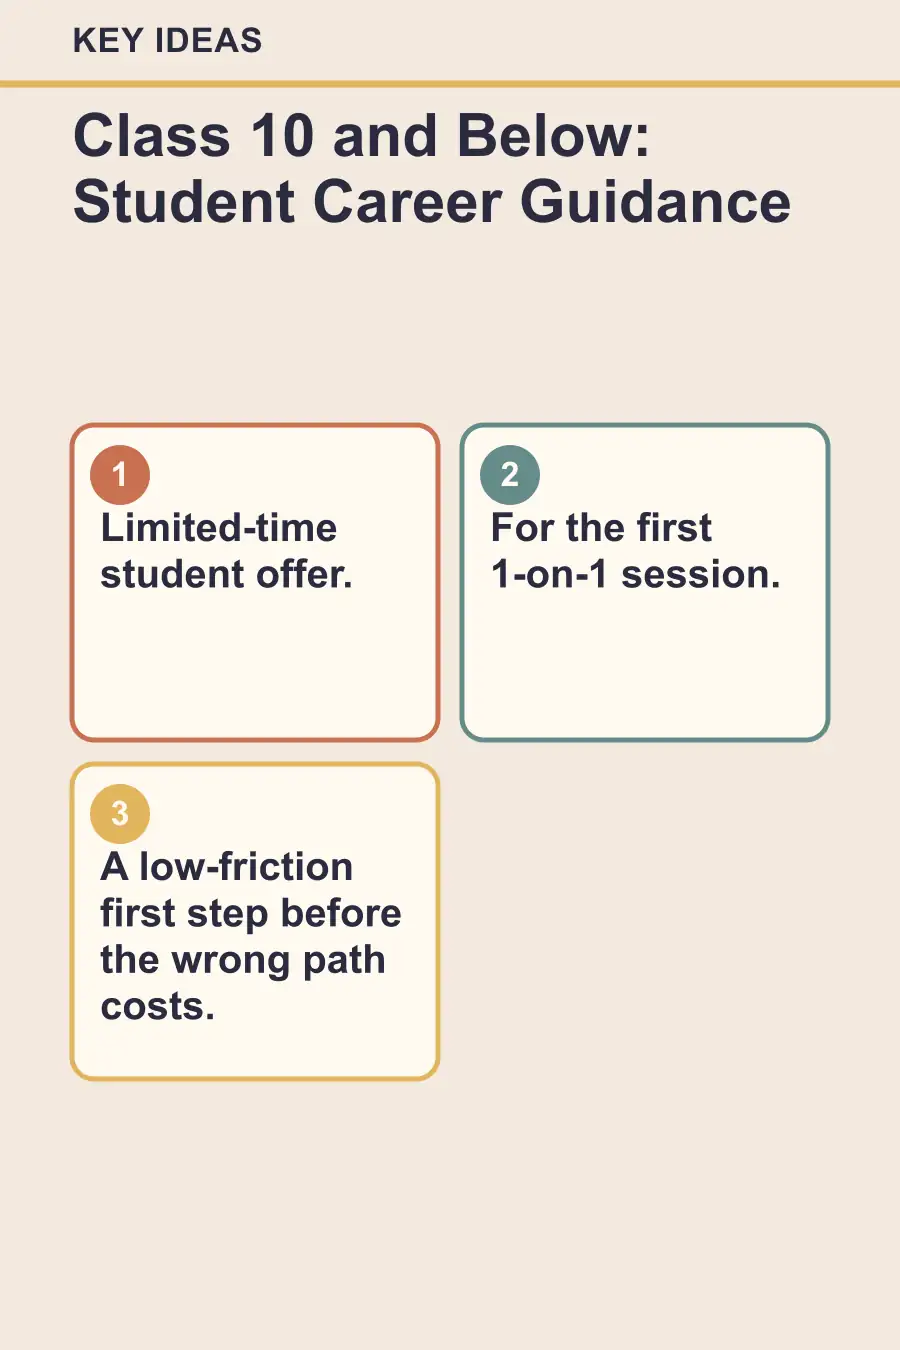 KEY IDEAS
Class 10 and Below:
Student Career Guidance
1
Limited-time
student offer.
2
For the first
1-on-1 session.
3
A low-friction
first step before
the wrong path
costs.